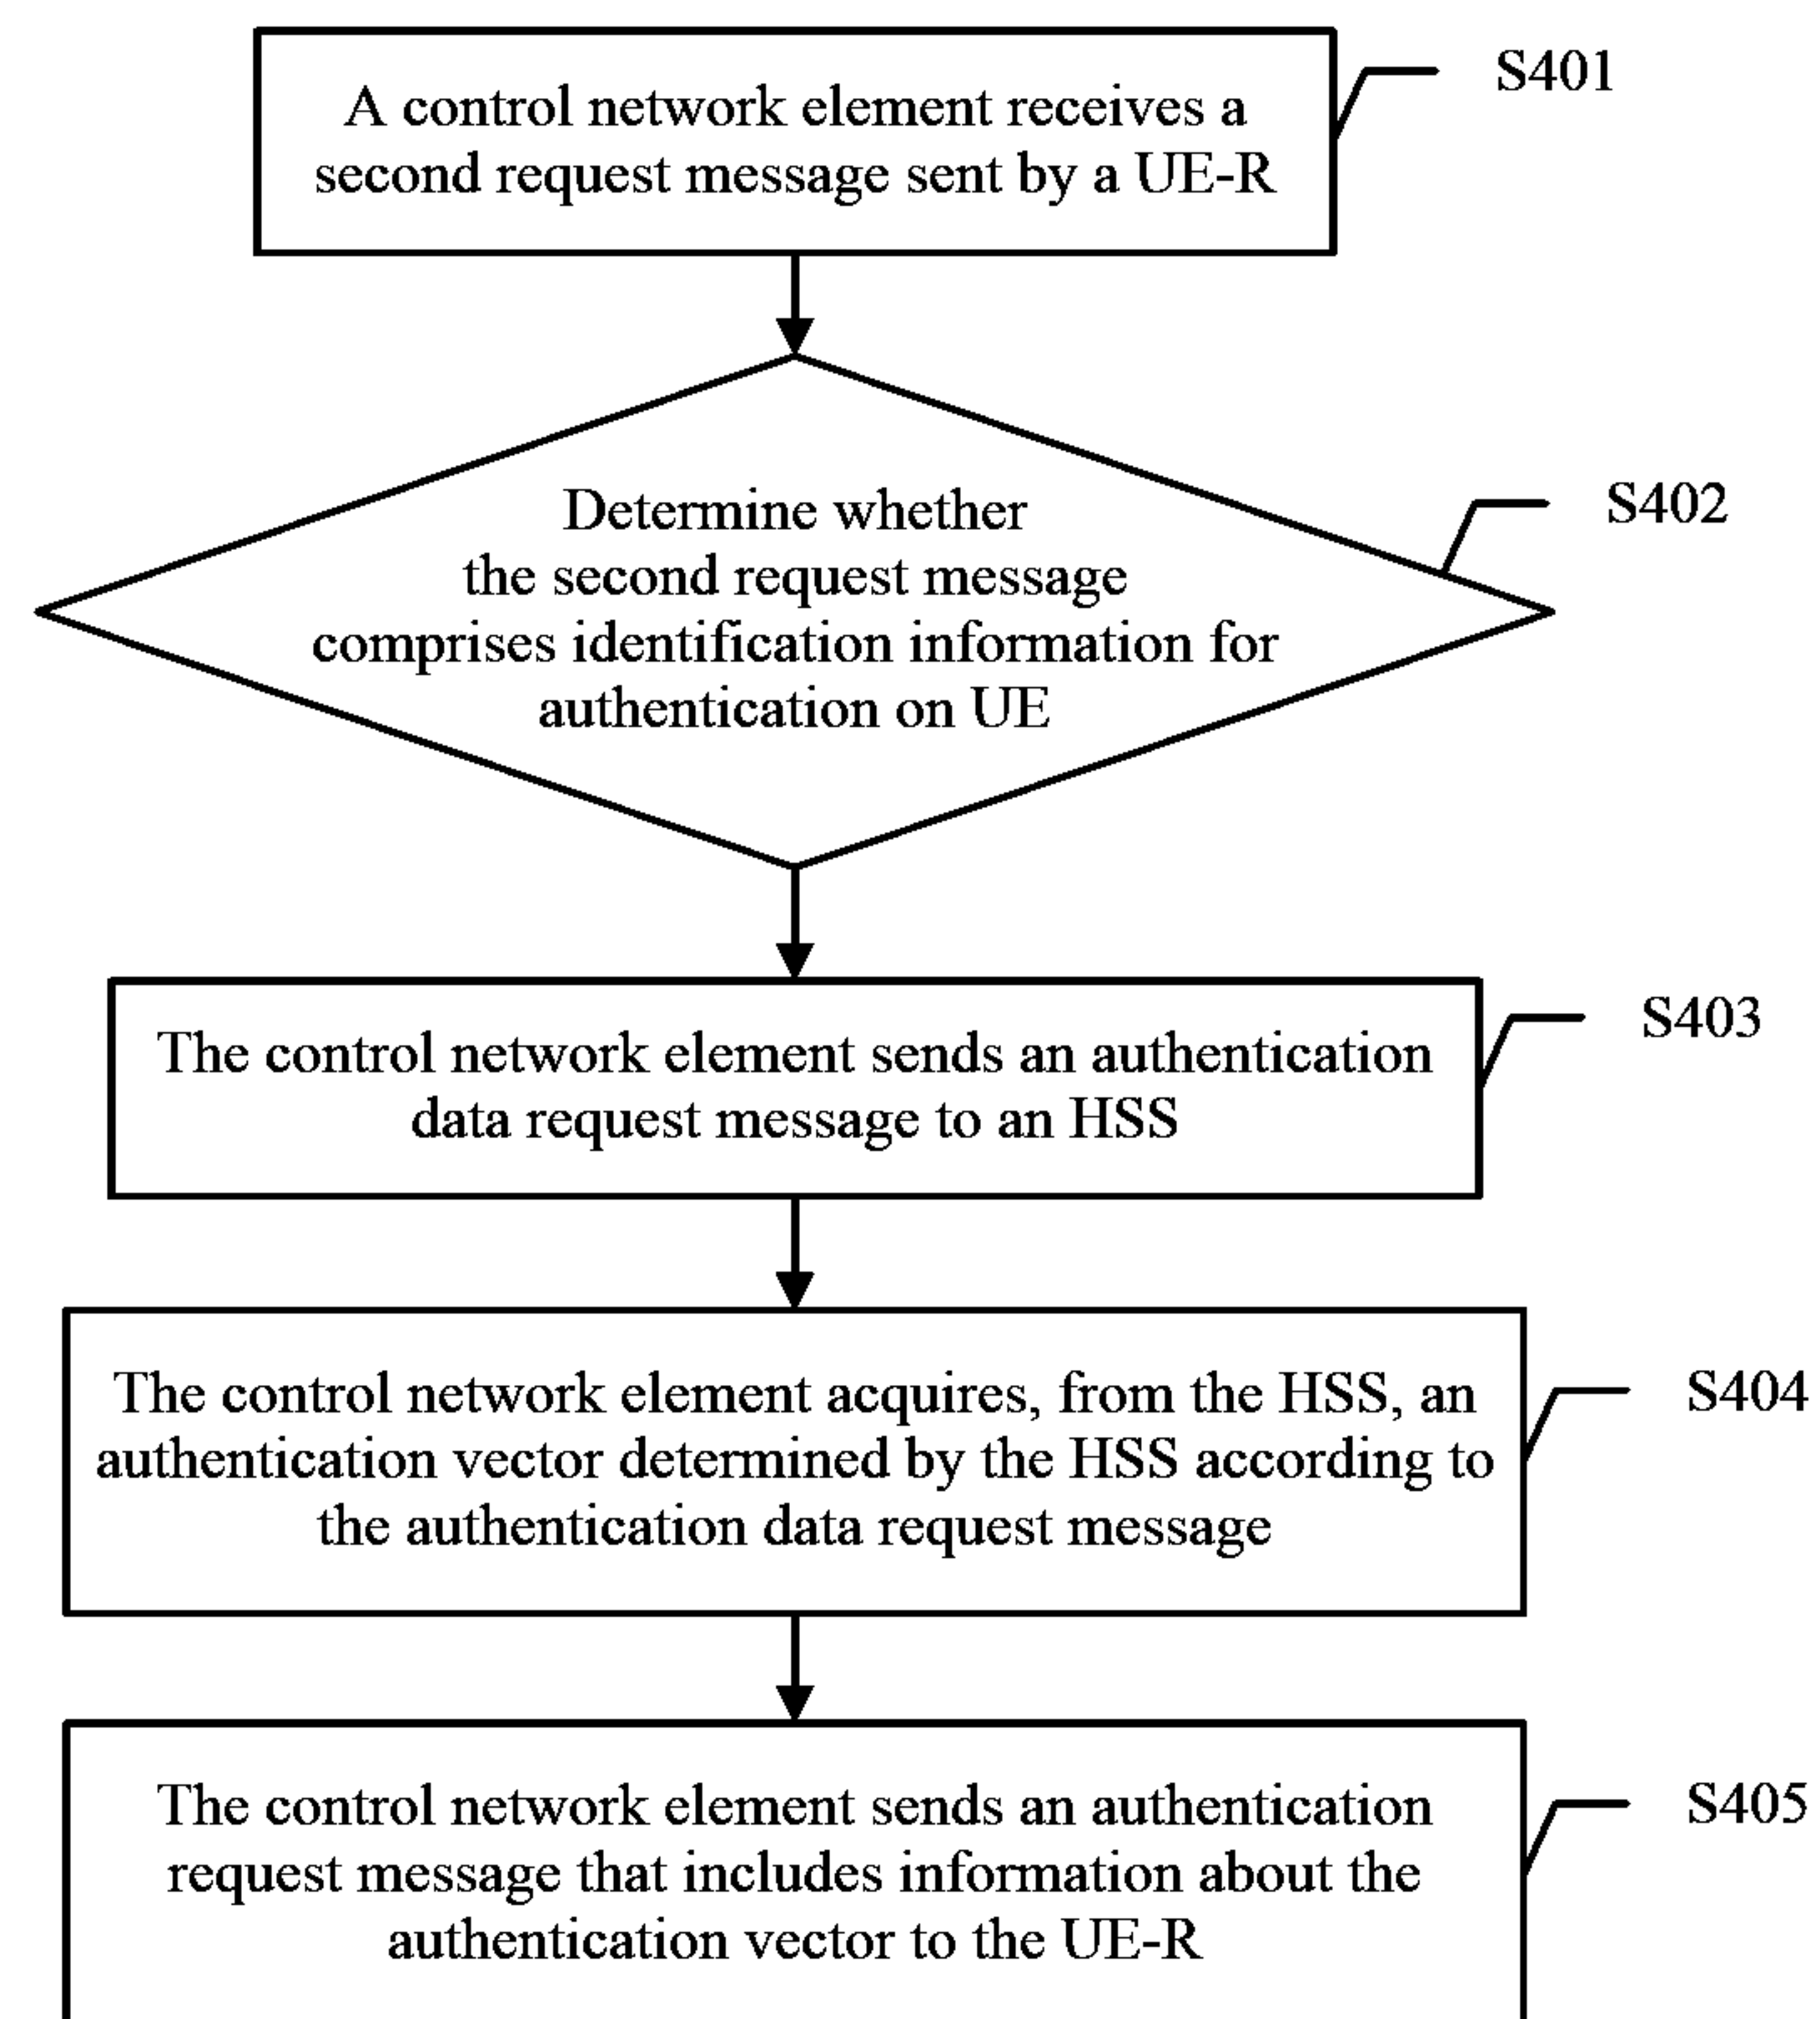 A control network element receives a
second request message sent by a UE-R
S401
Determine whether
the second request message
comprises identification information for
authentication on UE
S402
The control network element sends an authentication
data request message to an HSS
S403
The control network element acquires, from the HSS, an
authentication vector determined by the HSS according to
the authentication data request message
S404
The control network element sends an authentication
request message that includes information about the
authentication vector to the UE-R
S405